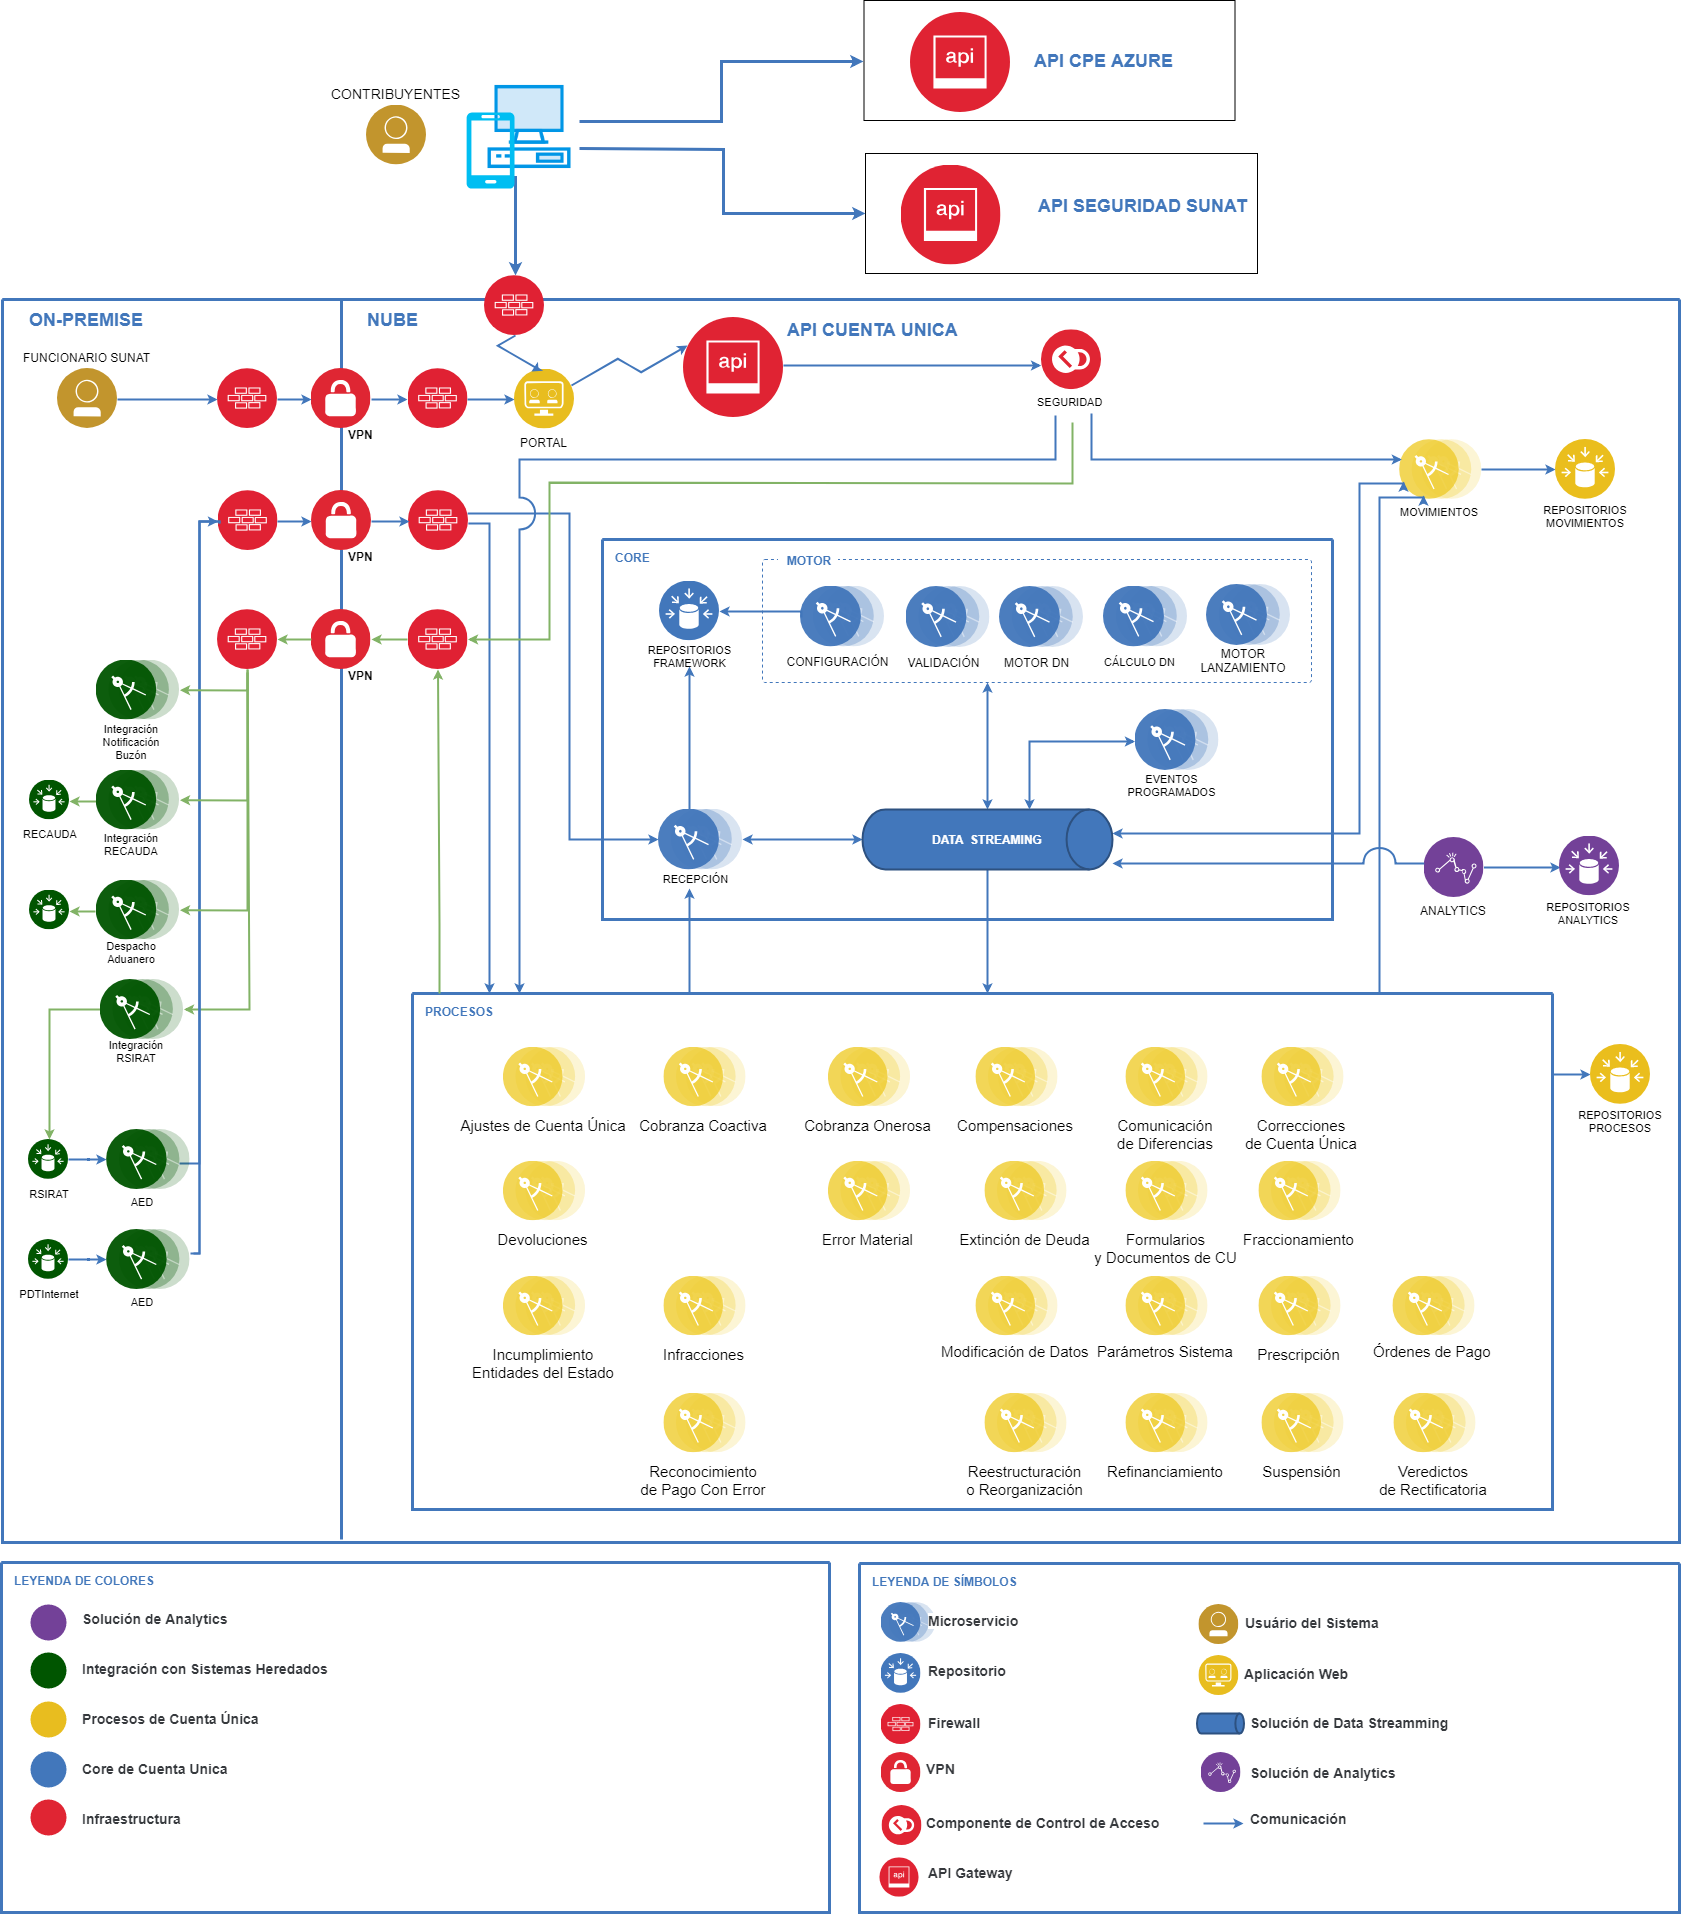 api
API CPE AZURE
CONTRIBUYENTES
api
API SEGURIDAD SUNAT
ON-PREMISE
NUBE
FUNCIONARIO SUNAT
api
API CUENTA UNICA
SEGURIDAD
VPN
PORTAL
MOVIMIENTOS
REPOSITORIOS
MOVIMIENTOS
VPN
CORE
MOTOR
REPOSITORIOS
FRAMEWORK
CONFIGURACIÓN
VALIDACIÓN
MOTOR DN
CÁLCULO DN
MOTOR
LANZAMIENTO
VPN
Integración
Notificación
Buzón
EVENTOS
PROGRAMADOS
RECAUDA
Integración
RECAUDA
DATA  STREAMING
RECEPCIÓN
ANALYTICS
REPOSITORIOS
ANALYTICS
Despacho
Aduanero
Integración
RSIRAT
PROCESOS
Ajustes de Cuenta Única
Cobranza Coactiva
Cobranza Onerosa
Compensaciones
Comunicación
de Diferencias
Correcciones
de Cuenta Única
REPOSITORIOS
PROCESOS
RSIRAT
AED
Devoluciones
Error Material
Extinción de Deuda
Formularios
y Documentos de CU
Fraccionamiento
PDTInternet
AED
Incumplimiento
Entidades del Estado
Infracciones
Modificación de Datos
Parámetros Sistema
Prescripción
Órdenes de Pago
Reconocimiento
de Pago Con Error
Reestructuración
o Reorganización
Refinanciamiento
Suspensión
Veredictos
de Rectificatoria
LEYENDA DE COLORES
Solución de Analytics
Integración con Sistemas Heredados
Procesos de Cuenta Única
Core de Cuenta Unica
Infraestructura
LEYENDA DE SÍMBOLOS
Microservicio
Repositorio
Firewall
VPN
Componente de Control de Acceso
api
API Gateway
Usuário del Sistema
Aplicación Web
Solución de Data Streamming
Solución de Analytics
Comunicación